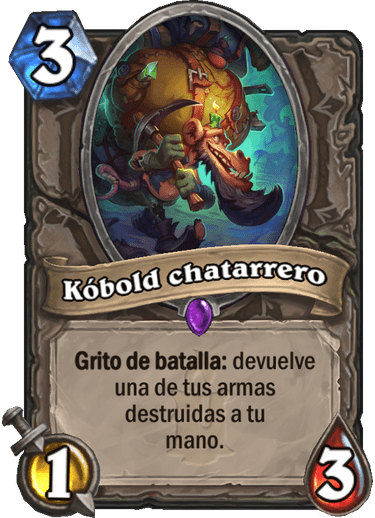 3
Kóbold chatarrero
Grito de batalla: devuelve
una de tus armas
destruidas a tu
mano.
1
3